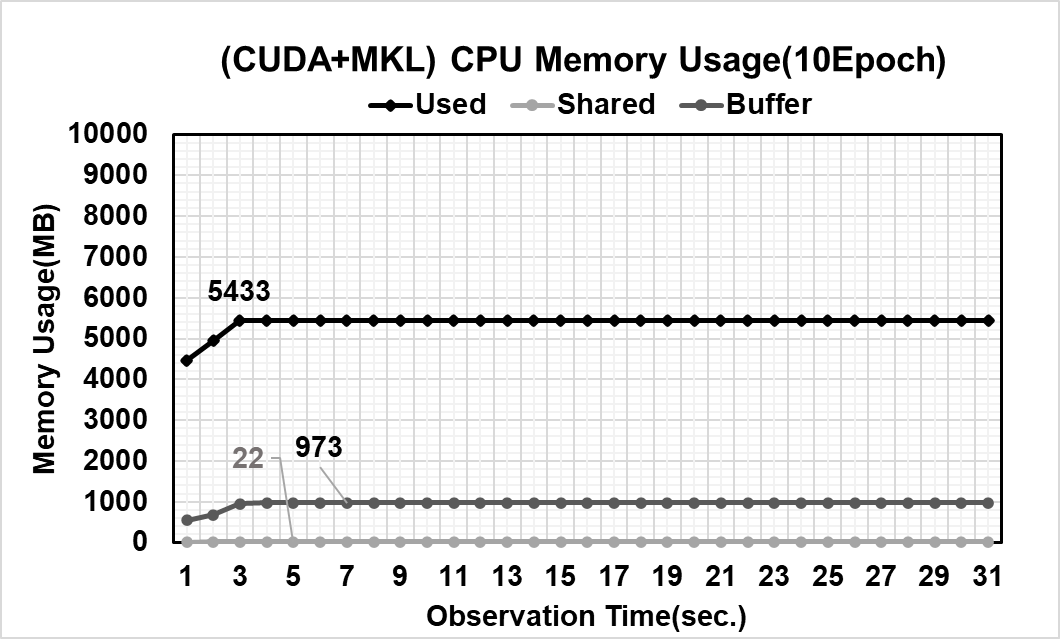 (CUDA+MKL) CPU Memory Usage(10Epoch)
Used Shared Buffer
10000
9000
8000
7000
6000
5000
4000
3000
2000
1000
0
Memory Usage(MB)
5433
22
973
1 3 5 7 9 11 13 15 17 19 21 23 25 27 29 31
Observation Time(sec.)